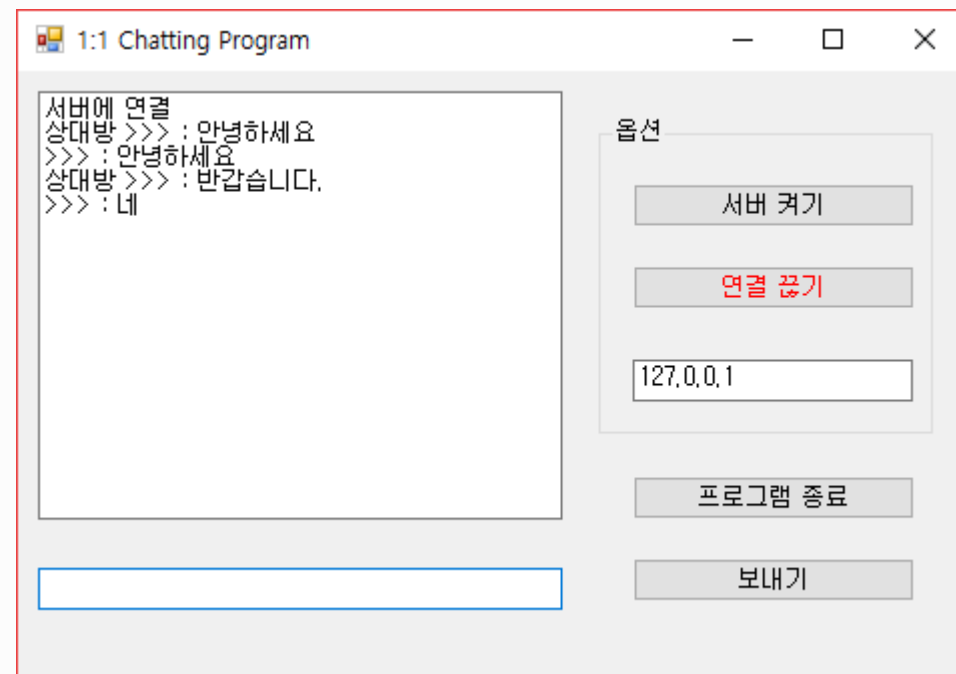 1:1 Chatting Program
서버에 연결
상대방 >>> : 안녕하세요
>>> : 안녕하세요
상대방 >>> : 반갑습니다.
>>> : 네
옵션
서버 켜기
연결 끊기
127.0.0.1
프로그램 종료
보내기